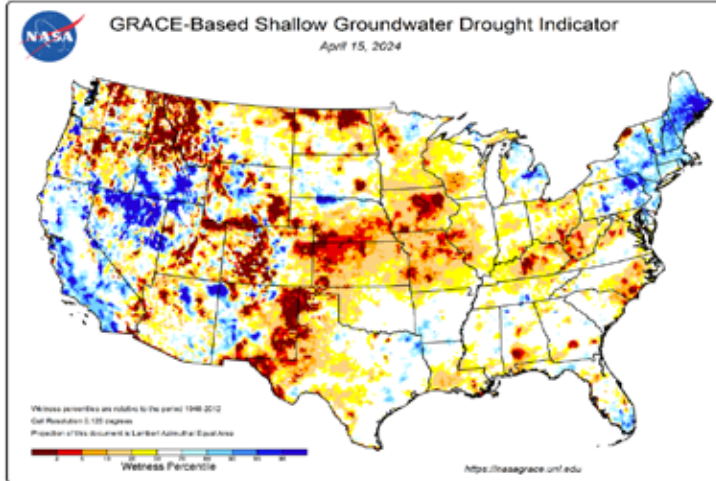 NASA
GRACE-Based Shallow Groundwater Drought Indicator
April 15, 2024
Wetness percentiles are relative to the period 1948-2012
Cell Resolution 0.125 degrees
Projection of this document is Lambert Azimuthal Equal Area
Wetness Percentile
https://nasagrace.unl.edu